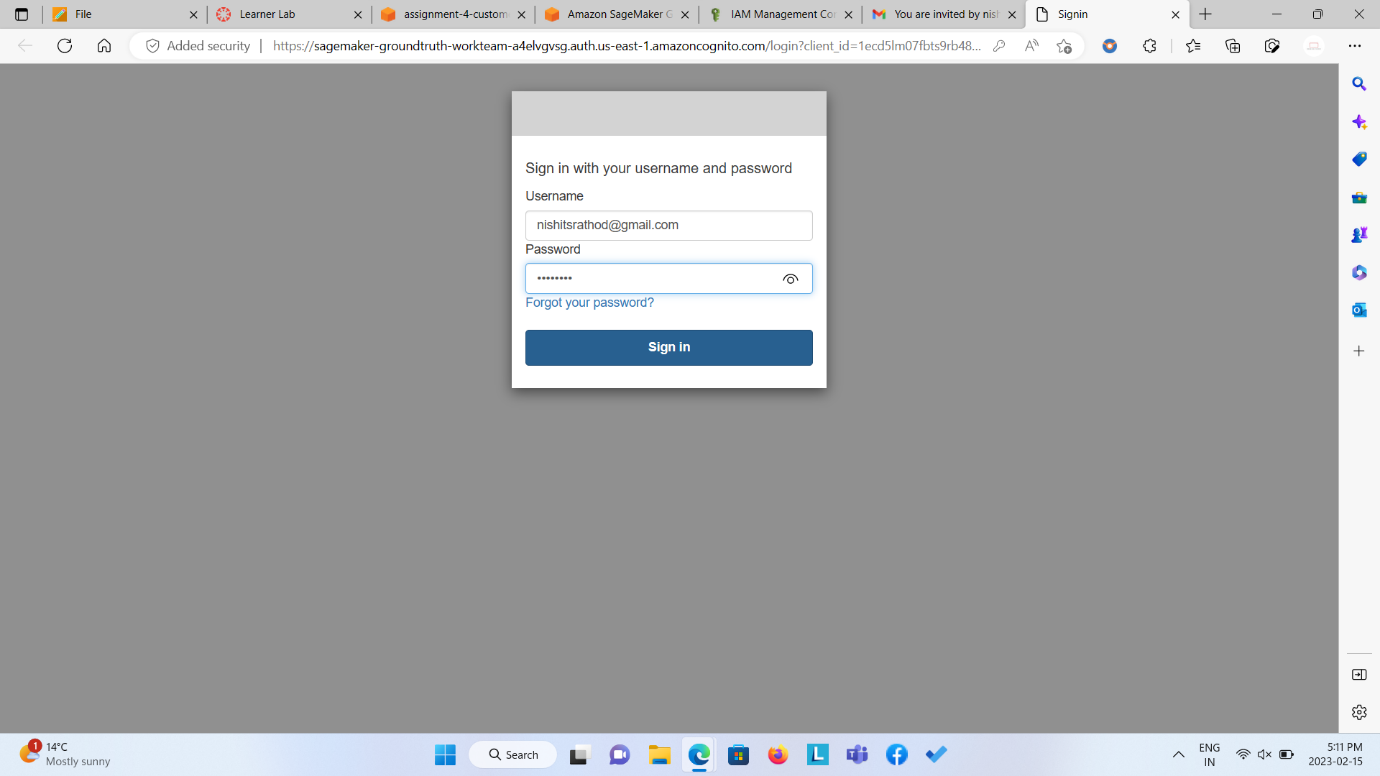 File
Learner Lab
assignment-4-custom
Amazon SageMaker G
IAM Management Con
You are invited by nish
Signin
Added security
https://sagemaker-groundtruth-workteam-a4elvgvsg.auth.us-east-1.amazoncognito.com/login?client_id=1ecd5lm07fbts9rb48...
Sign in with your username and password
Username
nishitsrathod@gmail.com
Password
••••••••
Forgot your password?
Sign in
1
14°C
Mostly sunny
Search
ENG
IN
5:11 PM
2023-02-15